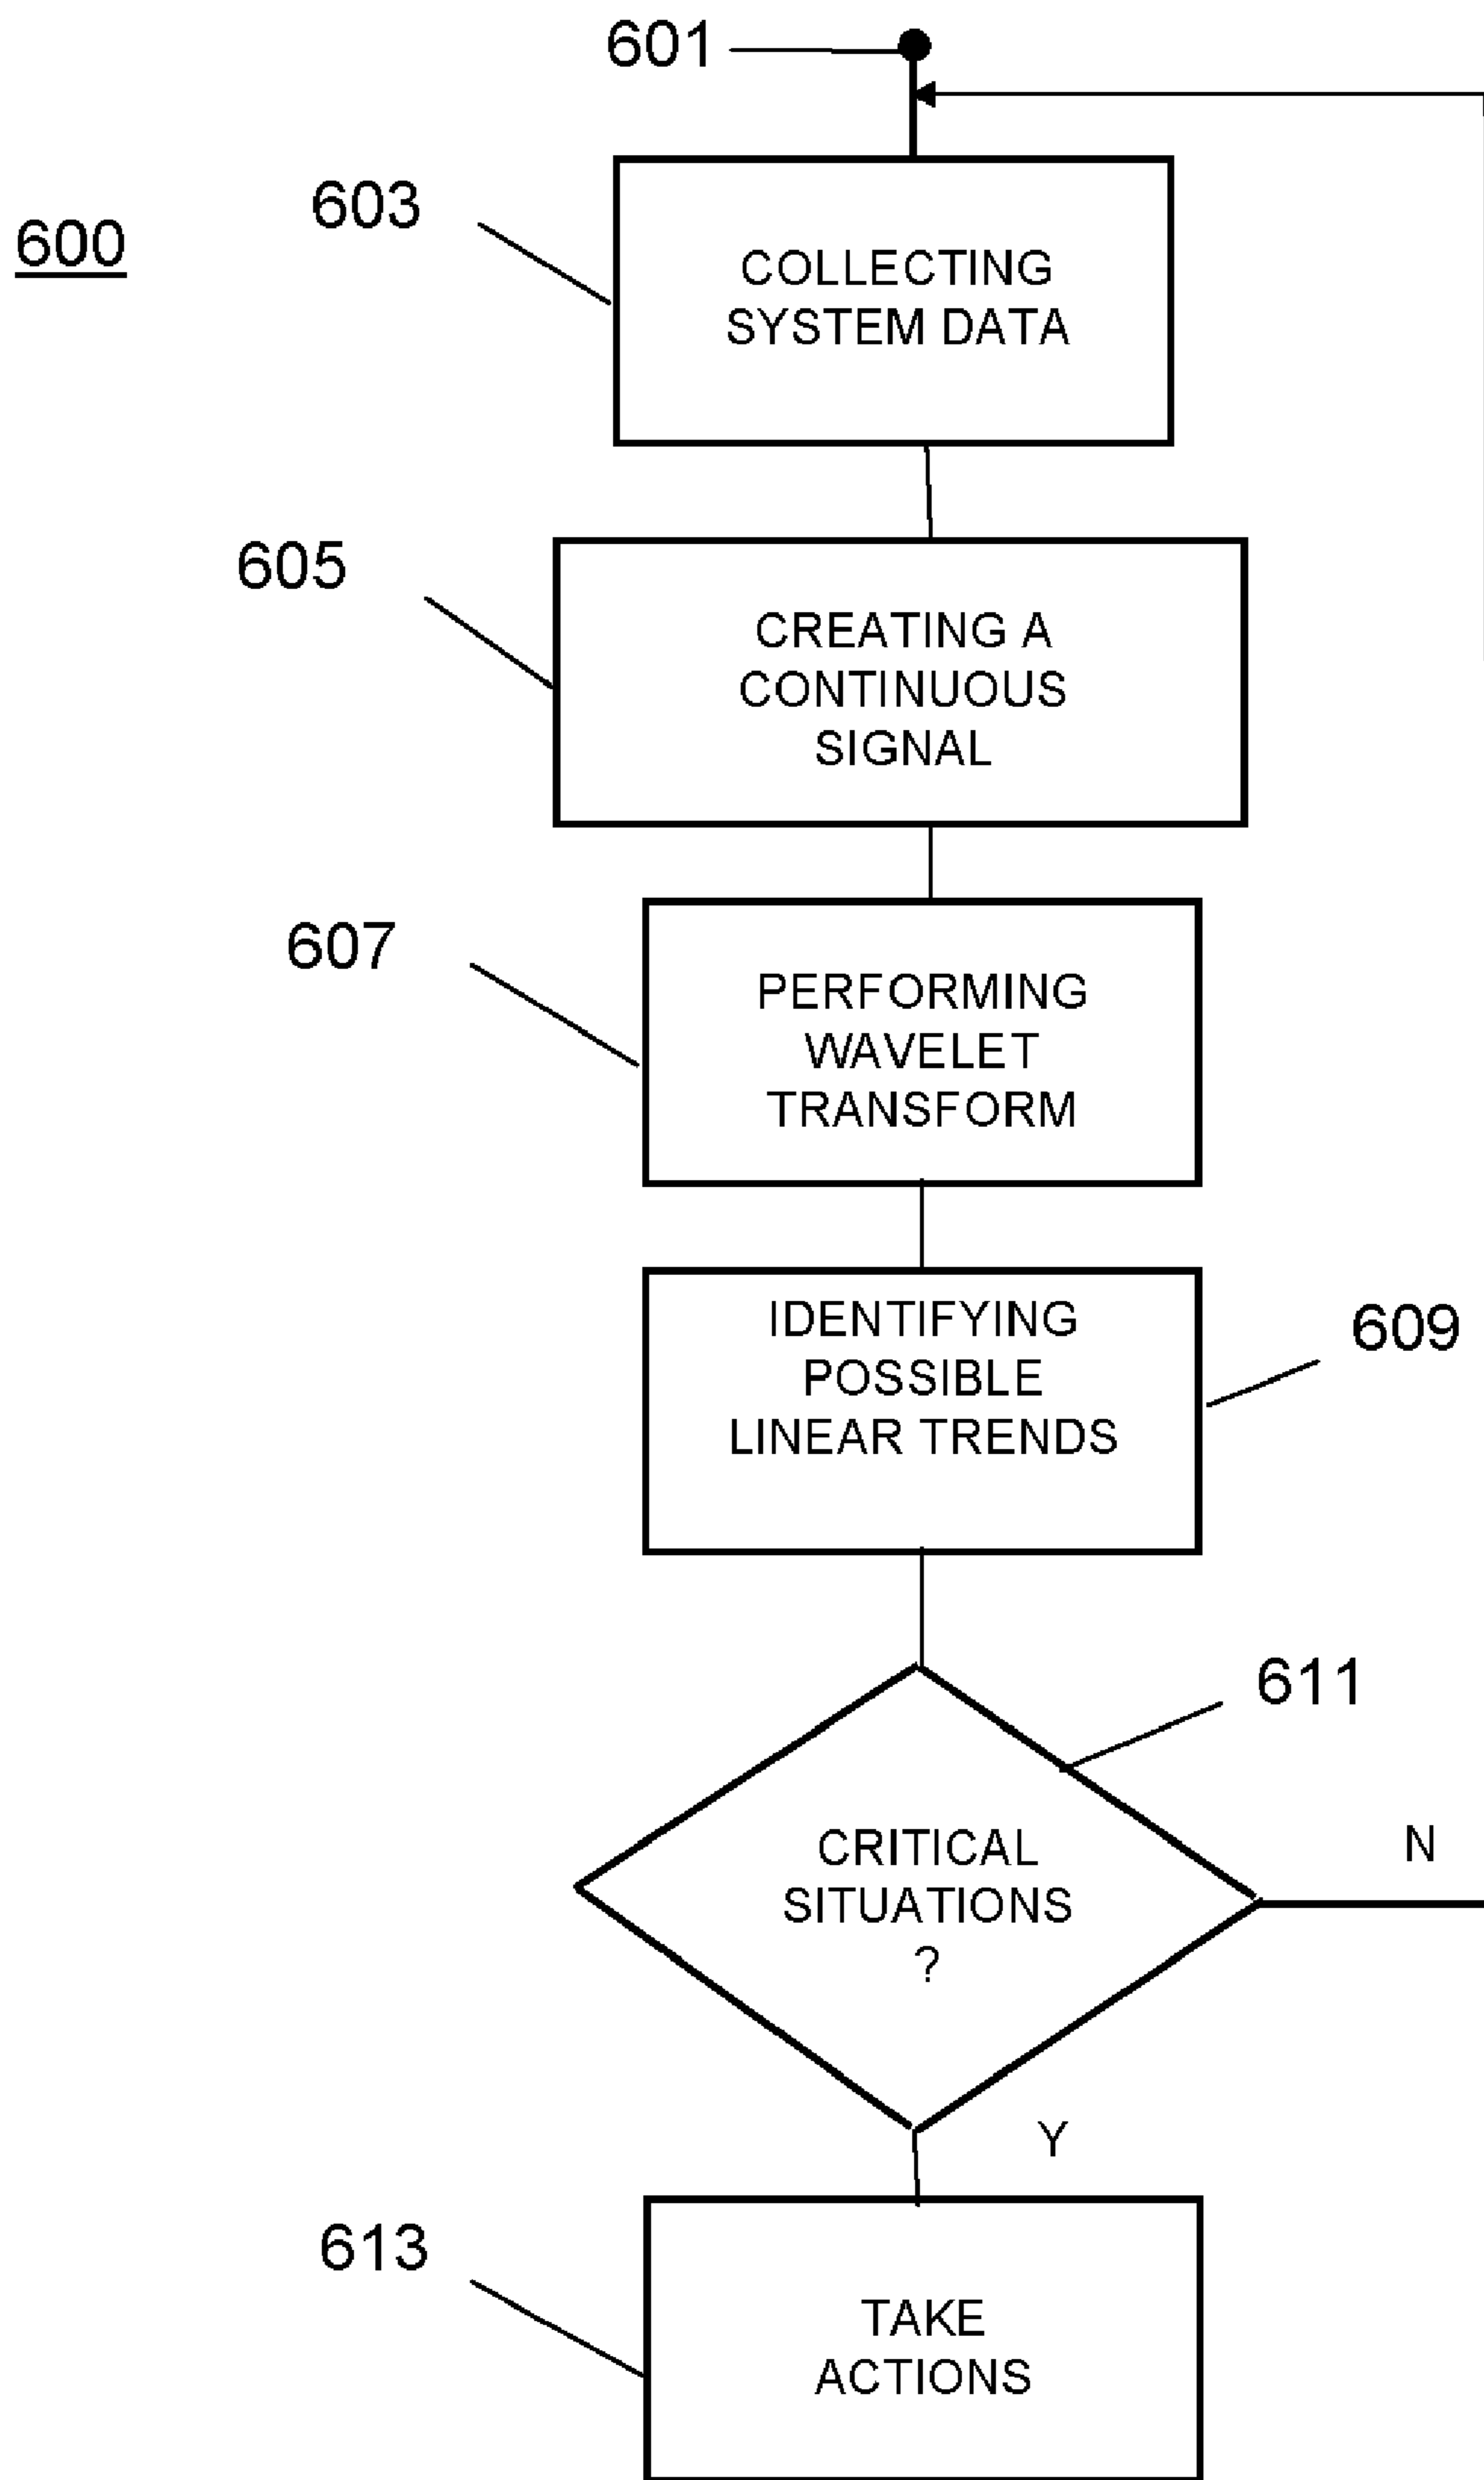 601
603
600
COLLECTING
SYSTEM DATA
605
CREATING A
CONTINUOUS
SIGNAL
607
PERFORMING
WAVELET
TRANSFORM
IDENTIFYING
POSSIBLE
LINEAR TRENDS
609
611
CRITICAL
SITUATIONS
?
N
Y
613
TAKE
ACTIONS